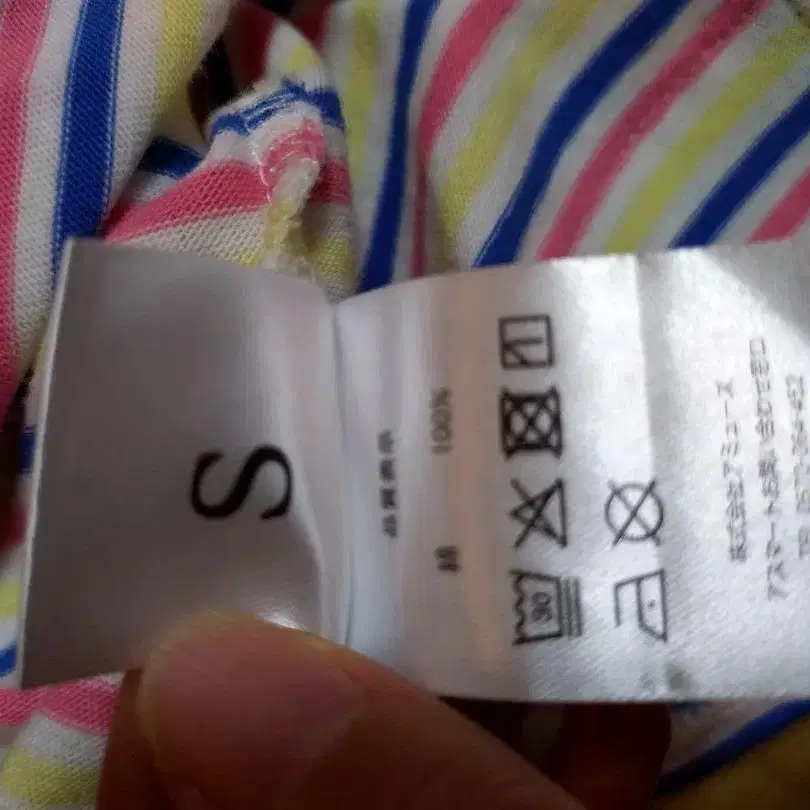 S
品質表示
綿 100%
30
株式会社アミューズ
アスマートお問い合わせ窓口